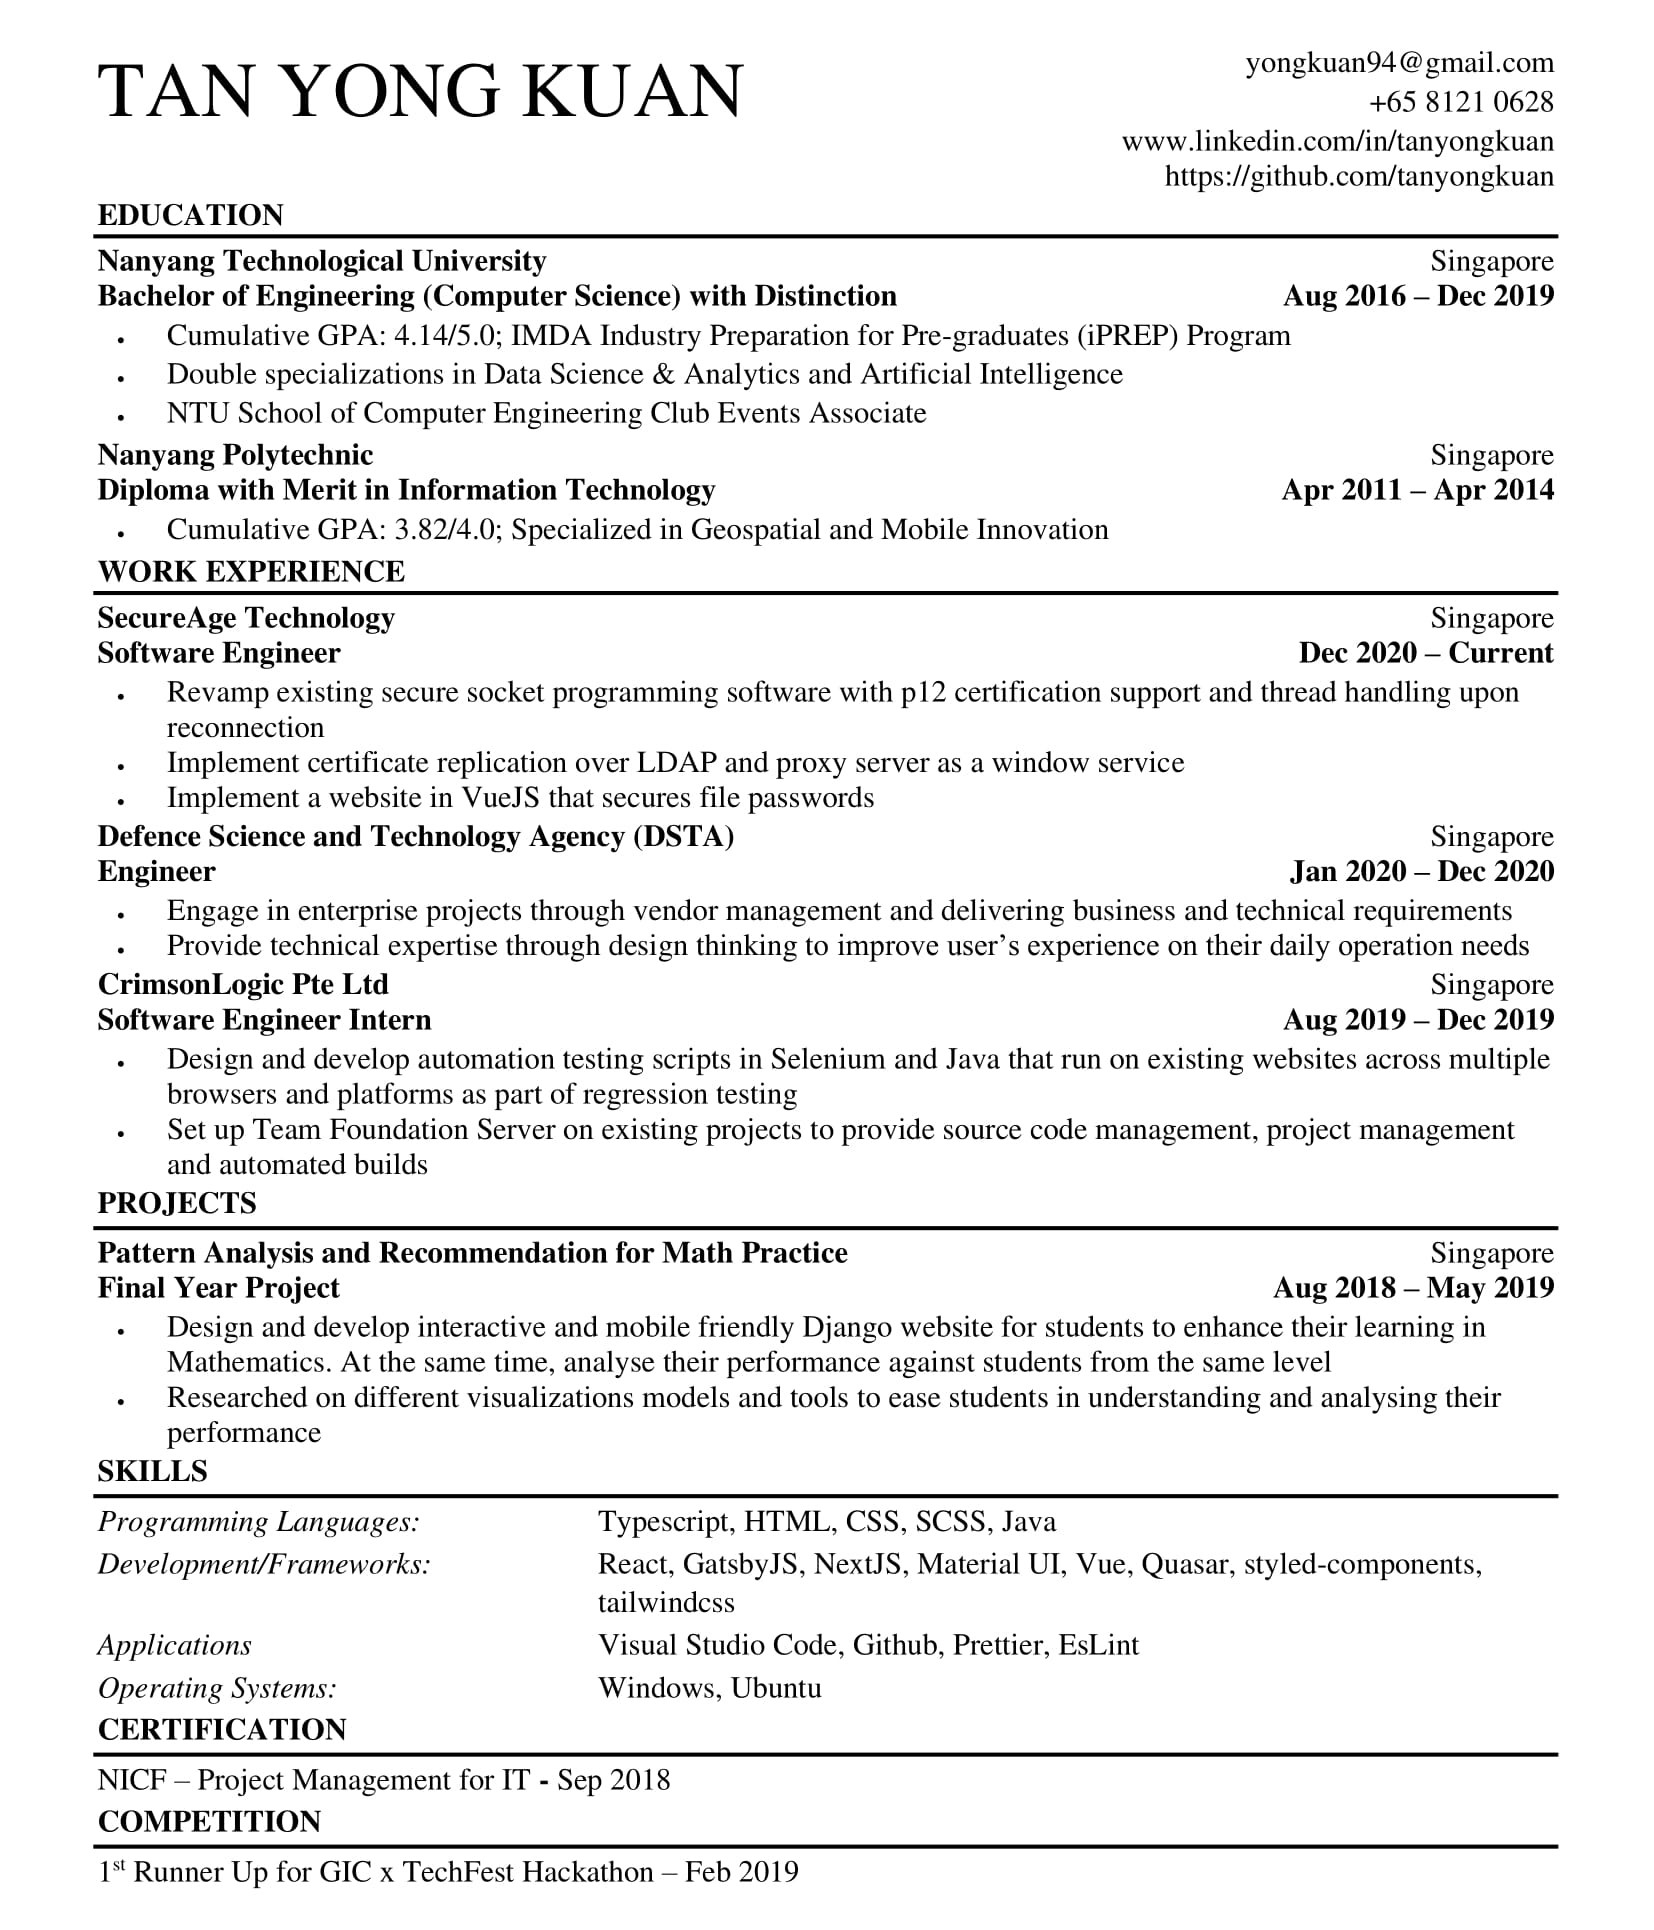 TAN YONG KUAN
yongkuan94@gmail.com
+65 8121 0628
www.linkedin.com/in/tanyongkuan
https://github.com/tanyongkuan
EDUCATION
Nanyang Technological University Singapore
Bachelor of Engineering (Computer Science) with Distinction Aug 2016 – Dec 2019
• Cumulative GPA: 4.14/5.0; IMDA Industry Preparation for Pre-graduates (iPREP) Program
• Double specializations in Data Science & Analytics and Artificial Intelligence
• NTU School of Computer Engineering Club Events Associate
Nanyang Polytechnic Singapore
Diploma with Merit in Information Technology Apr 2011 – Apr 2014
• Cumulative GPA: 3.82/4.0; Specialized in Geospatial and Mobile Innovation
WORK EXPERIENCE
SecureAge Technology Singapore
Software Engineer Dec 2020 – Current
• Revamp existing secure socket programming software with p12 certification support and thread handling upon
reconnection
• Implement certificate replication over LDAP and proxy server as a window service
• Implement a website in VueJS that secures file passwords
Defence Science and Technology Agency (DSTA) Singapore
Engineer Jan 2020 – Dec 2020
• Engage in enterprise projects through vendor management and delivering business and technical requirements
• Provide technical expertise through design thinking to improve user’s experience on their daily operation needs
CrimsonLogic Pte Ltd Singapore
Software Engineer Intern Aug 2019 – Dec 2019
• Design and develop automation testing scripts in Selenium and Java that run on existing websites across multiple
browsers and platforms as part of regression testing
• Set up Team Foundation Server on existing projects to provide source code management, project management
and automated builds
PROJECTS
Pattern Analysis and Recommendation for Math Practice Singapore
Final Year Project Aug 2018 – May 2019
• Design and develop interactive and mobile friendly Django website for students to enhance their learning in
Mathematics. At the same time, analyse their performance against students from the same level
• Researched on different visualizations models and tools to ease students in understanding and analysing their
performance
SKILLS
Programming Languages: Typescript, HTML, CSS, SCSS, Java
Development/Frameworks: React, GatsbyJS, NextJS, Material UI, Vue, Quasar, styled-components,
tailwindcss
Applications Visual Studio Code, Github, Prettier, EsLint
Operating Systems: Windows, Ubuntu
CERTIFICATION
NICF – Project Management for IT - Sep 2018
COMPETITION
1st Runner Up for GIC x TechFest Hackathon – Feb 2019